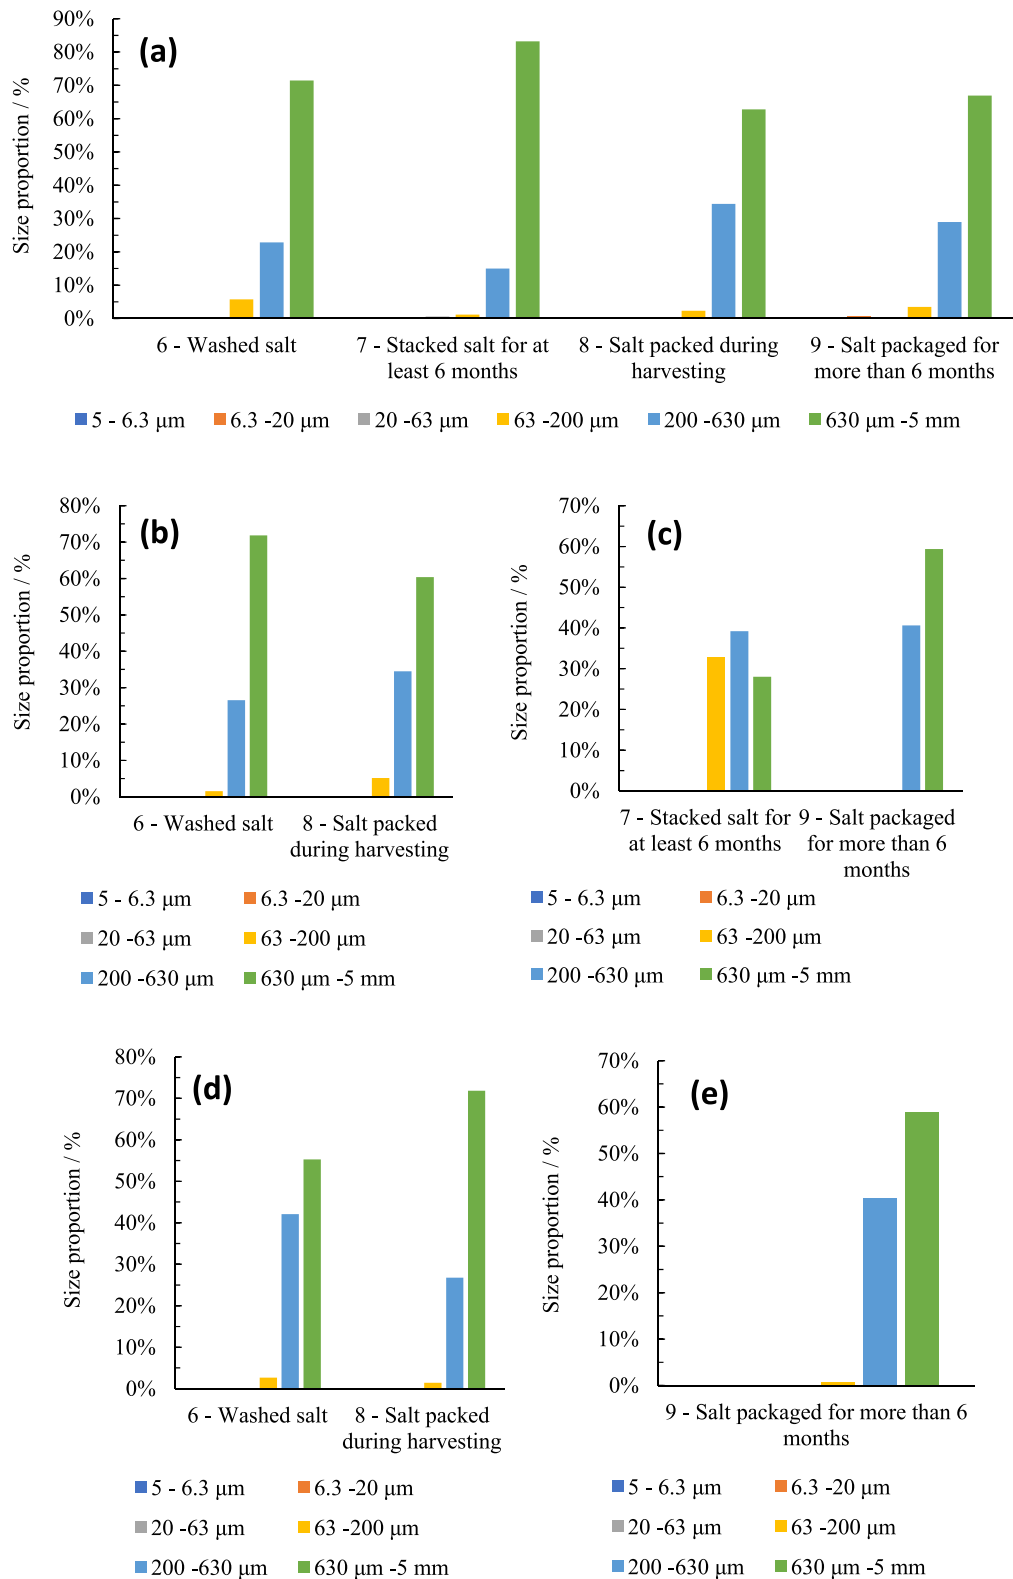 (a)
Size proportion / %
90%
80%
70%
60%
50%
40%
30%
20%
10%
0%
6 - Washed salt
7 - Stacked salt for at
least 6 months
8 - Salt packed during
harvesting
9 - Salt packaged for
more than 6 months
5 - 6.3 μm 6.3 -20 μm 20 -63 μm 63 -200 μm 200 -630 μm 630 μm -5 mm
(b)
Size proportion / %
80%
70%
60%
50%
40%
30%
20%
10%
0%
6 - Washed salt
8 - Salt packed
during harvesting
5 - 6.3 μm 6.3 -20 μm
20 -63 μm 63 -200 μm
200 -630 μm 630 μm -5 mm
(c)
Size proportion / %
70%
60%
50%
40%
30%
20%
10%
0%
7 - Stacked salt for
at least 6 months
9 - Salt packaged
for more than 6
months
5 - 6.3 μm 6.3 -20 μm
20 -63 μm 63 -200 μm
200 -630 μm 630 μm -5 mm
(d)
Size proportion / %
80%
70%
60%
50%
40%
30%
20%
10%
0%
6 - Washed salt
8 - Salt packed
during harvesting
5 - 6.3 μm 6.3 -20 μm
20 -63 μm 63 -200 μm
200 -630 μm 630 μm -5 mm
(e)
Size proportion / %
70%
60%
50%
40%
30%
20%
10%
0%
9 - Salt packaged for more than 6
months
5 - 6.3 μm 6.3 -20 μm
20 -63 μm 63 -200 μm
200 -630 μm 630 μm -5 mm